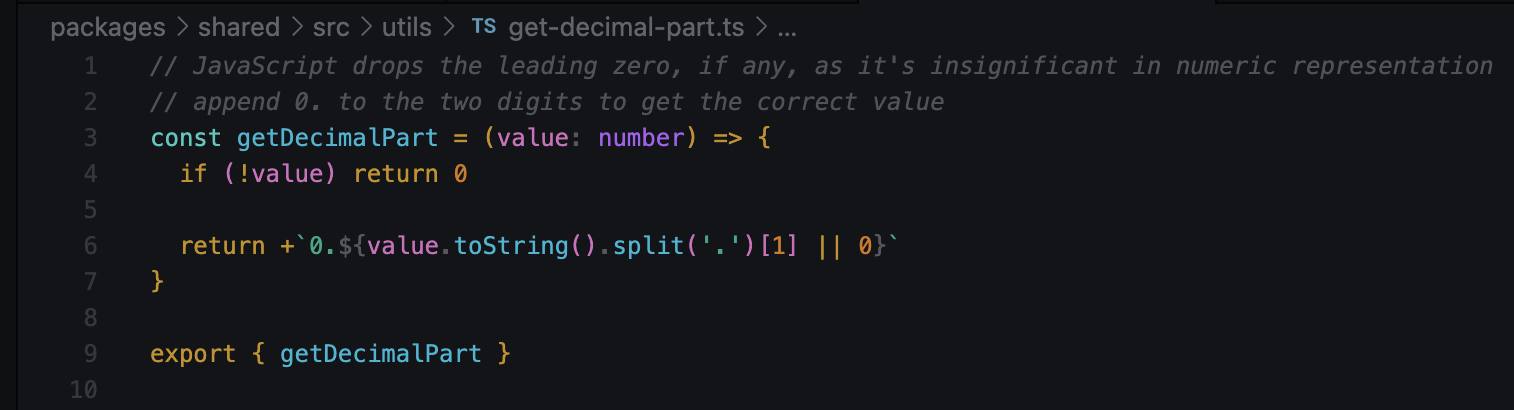 packages > shared > src > utils > TS get-decimal-part.ts > ...
1 // JavaScript drops the leading zero, if any, as it's insignificant in numeric representation
2 // append 0. to the two digits to get the correct value
3 const getDecimalPart = (value: number) => {
4   if (!value) return 0
5
6   return +`0.${value.toString().split('.')[1] || 0}`
7 }
8
9 export { getDecimalPart }
10